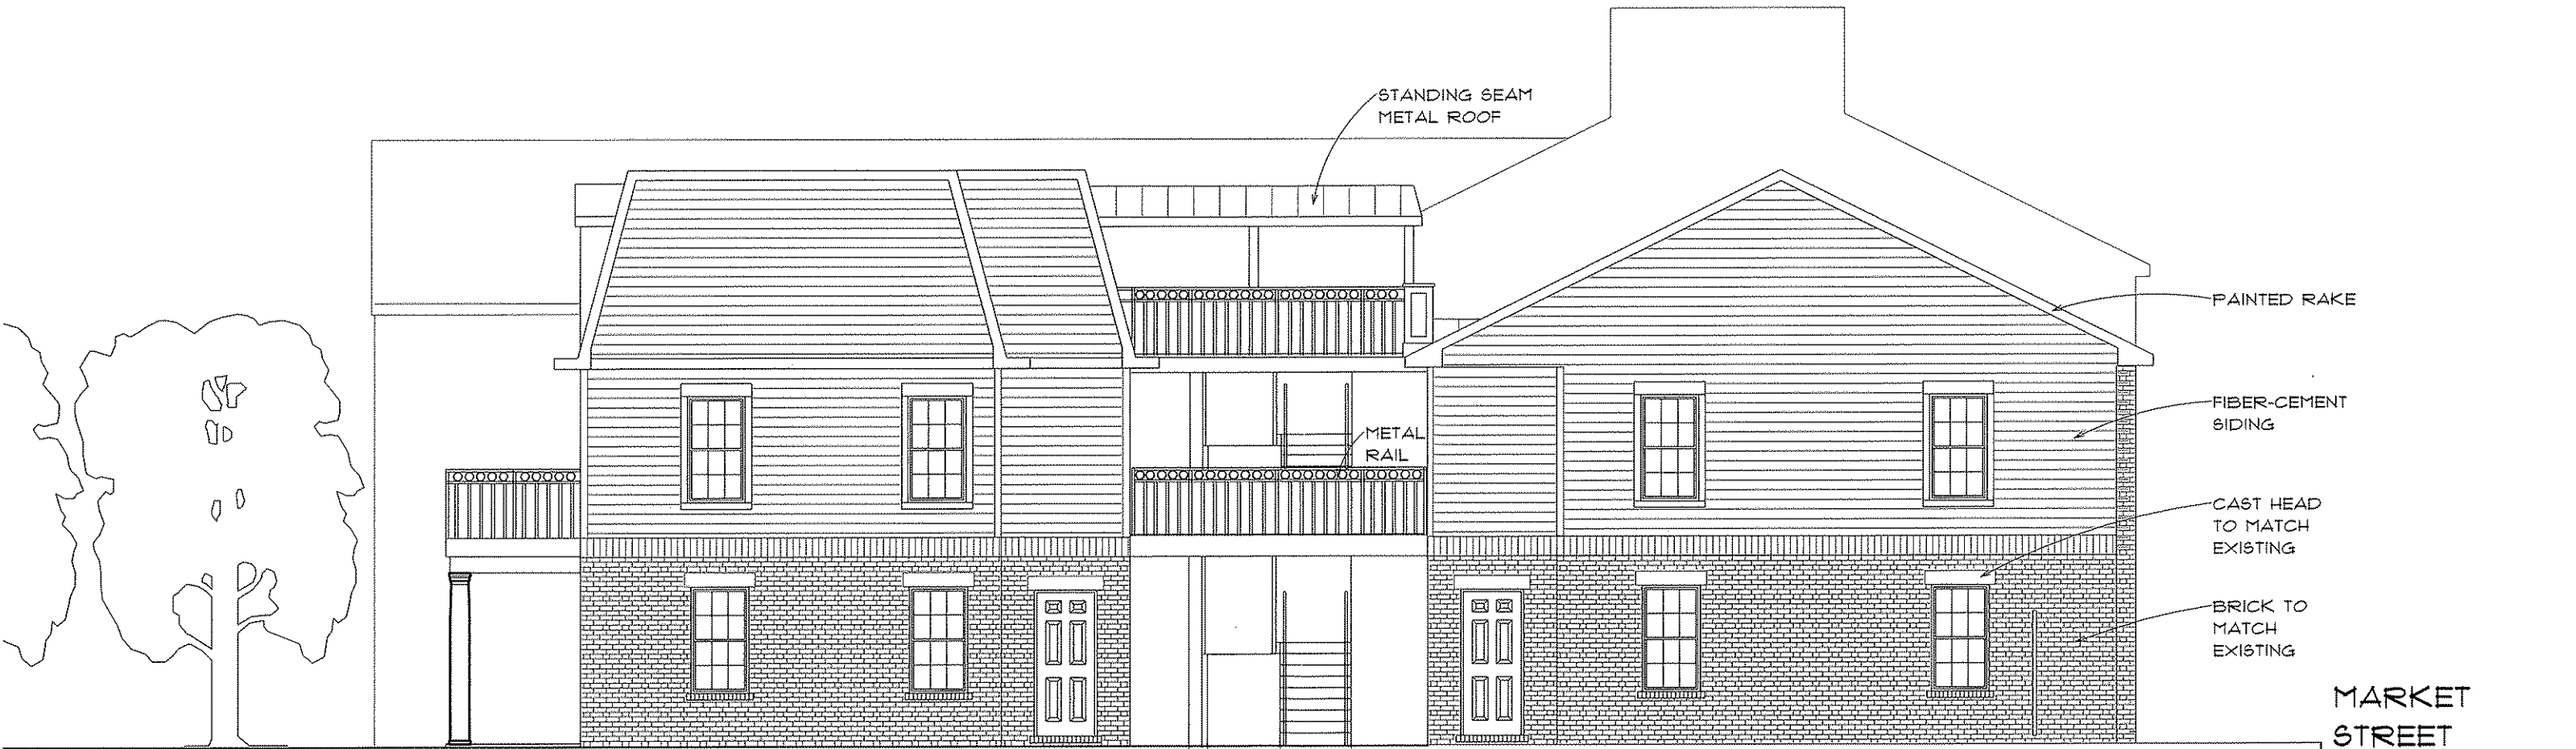 STANDING SEAM
METAL ROOF
PAINTED RAKE
FIBER-CEMENT
SIDING
METAL
RAIL
CAST HEAD
TO MATCH
EXISTING
BRICK TO
MATCH
EXISTING
MARKET
STREET